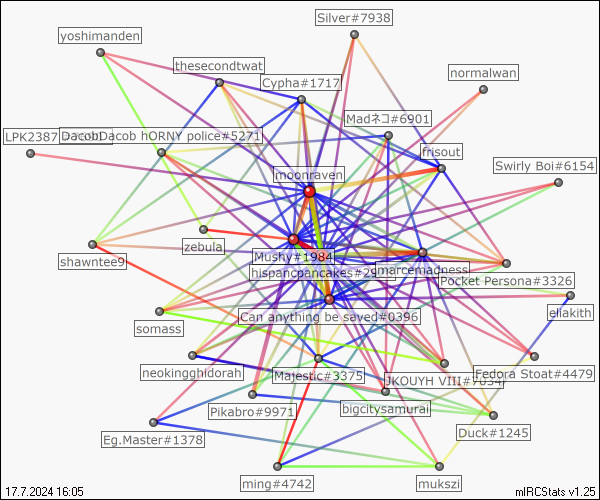 Silver#7938
yoshimanden
thesecondtwat
Cypha#1717
normalwan
Madネコ#6901
LPK2387
DacobDacob hORNY police#5271
frisout
Swirly Boi#6154
moonraven
zebula
Mushy#1984
shawntee9
hispancpancakes#29
marcemadness
Pocket Persona#3326
eliakith
Can anything be saved#0396
somass
neokingghidorah
Majestic#3375
JKOUYH VIII#7034
Fedora Stoat#4479
Pikabro#9971
bigcitysamurai
Duck#1245
Eg.Master#1378
ming#4742
mukszi
17.7.2024 16:05
mIRCStats v1.25